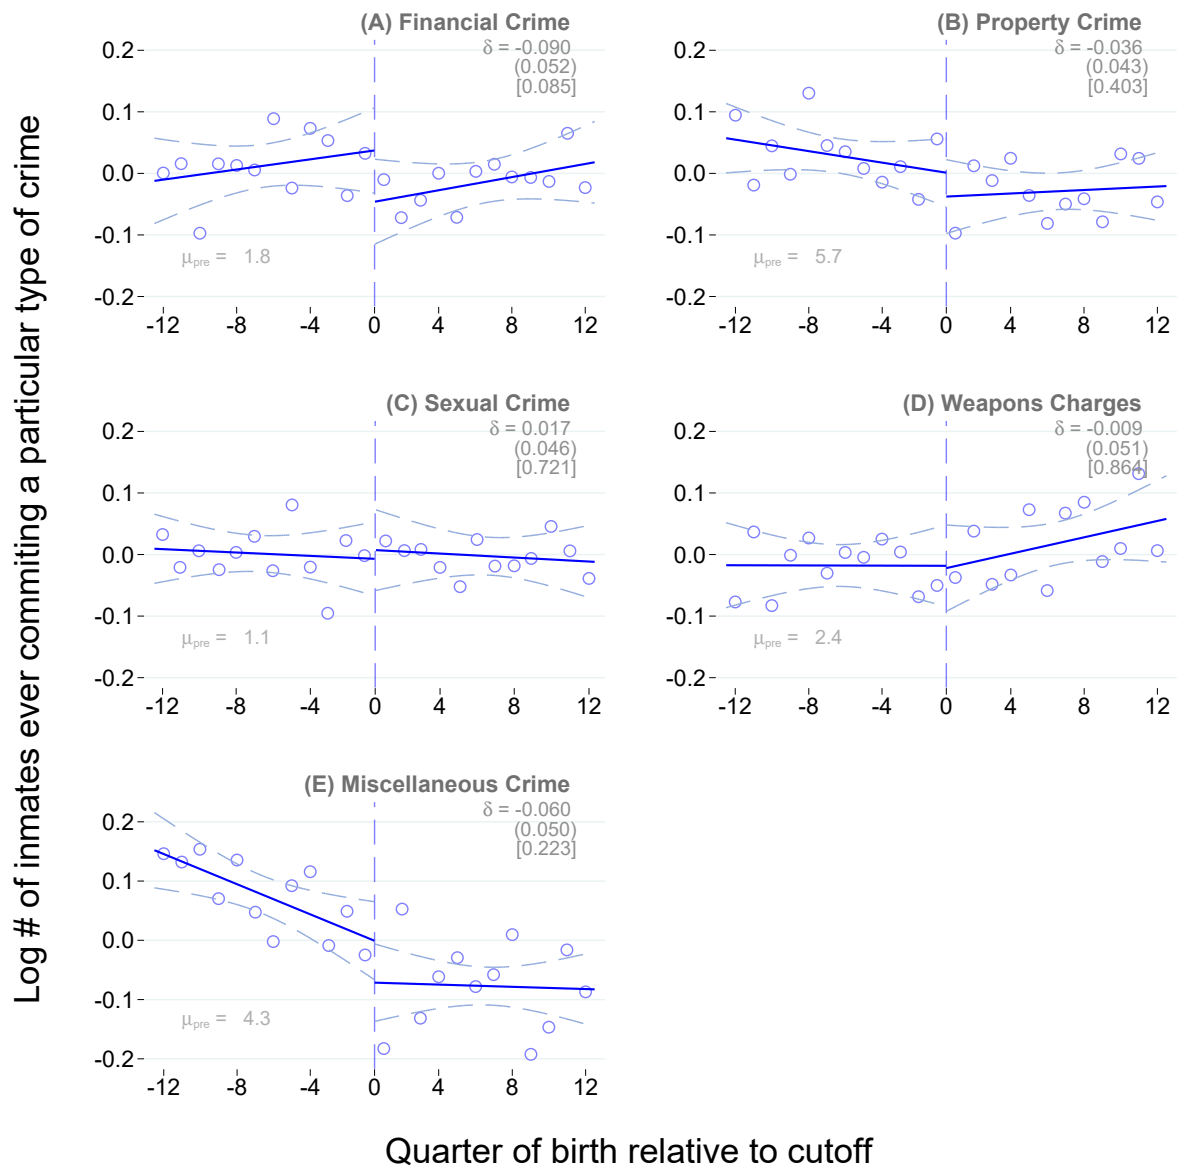 Log # of inmates ever commiting a particular type of crime
(A) Financial Crime
δ = -0.090
(0.052)
[0.085]
0.2
0.1
0.0
-0.1
-0.2
μpre = 1.8
-12 -8 -4 0 4 8 12
(B) Property Crime
δ = -0.036
(0.043)
[0.403]
0.2
0.1
0.0
-0.1
-0.2
μpre = 5.7
-12 -8 -4 0 4 8 12
(C) Sexual Crime
δ = 0.017
(0.046)
[0.721]
0.2
0.1
0.0
-0.1
-0.2
μpre = 1.1
-12 -8 -4 0 4 8 12
(D) Weapons Charges
δ = -0.009
(0.051)
[0.864]
0.2
0.1
0.0
-0.1
-0.2
μpre = 2.4
-12 -8 -4 0 4 8 12
(E) Miscellaneous Crime
δ = -0.060
(0.050)
[0.223]
0.2
0.1
0.0
-0.1
-0.2
μpre = 4.3
-12 -8 -4 0 4 8 12
Quarter of birth relative to cutoff